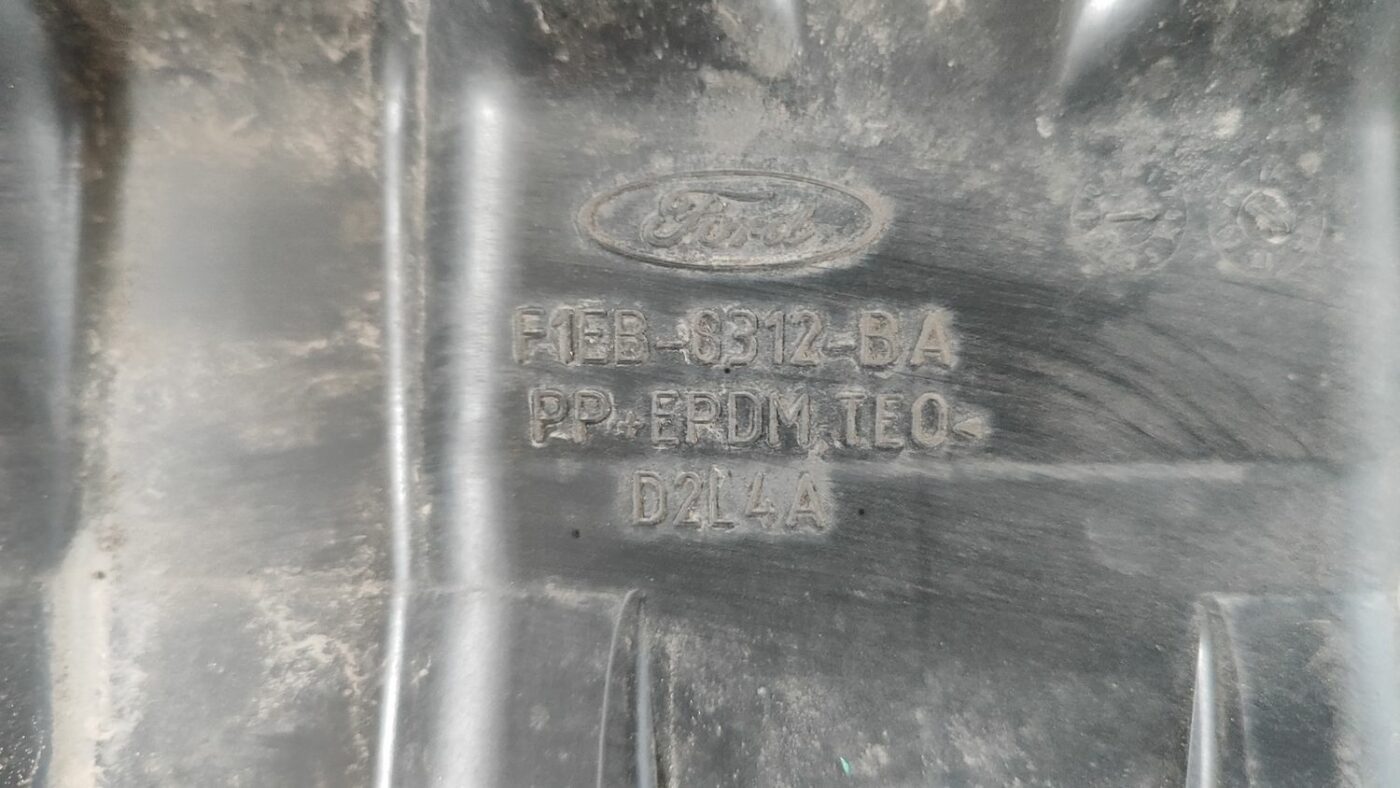 Ford
F1EB-8312-BA
PP+EPDM TEO<
D2L4A